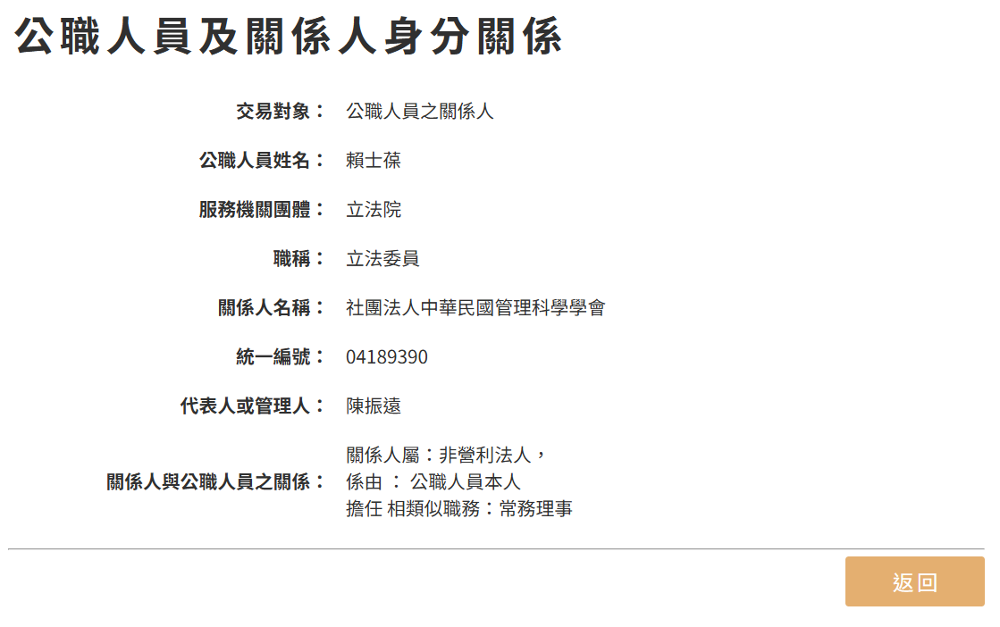 公職人員及關係人身分關係
交易對象： 公職人員之關係人
公職人員姓名： 賴士葆
服務機關團體： 立法院
職稱： 立法委員
關係人名稱： 社團法人中華民國管理科學學會
統一編號： 04189390
代表人或管理人： 陳振遠
關係人與公職人員之關係： 關係人屬：非營利法人，
係由 ： 公職人員本人
擔任 相類似職務：常務理事
返回